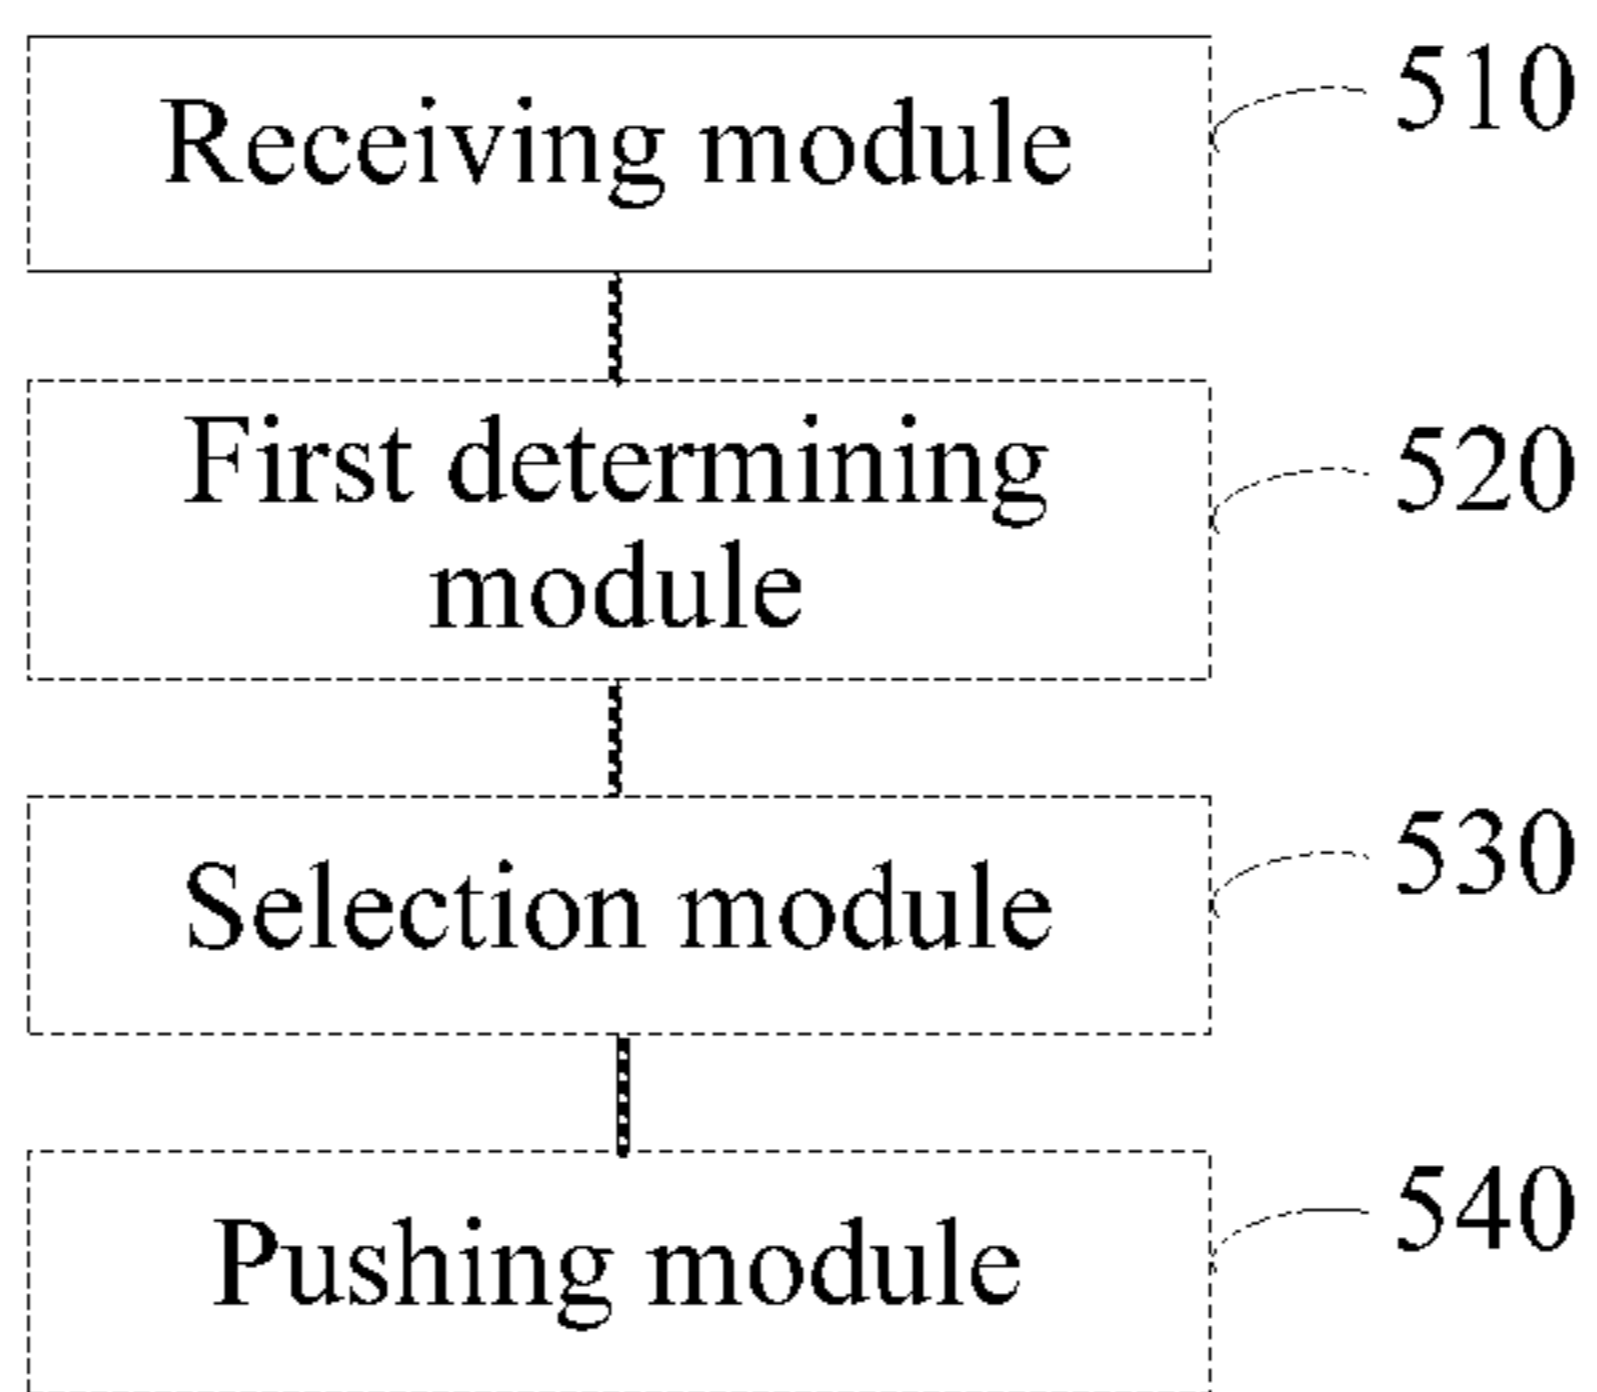 Receiving module
510
First determining
module
520
Selection module
530
Pushing module
540